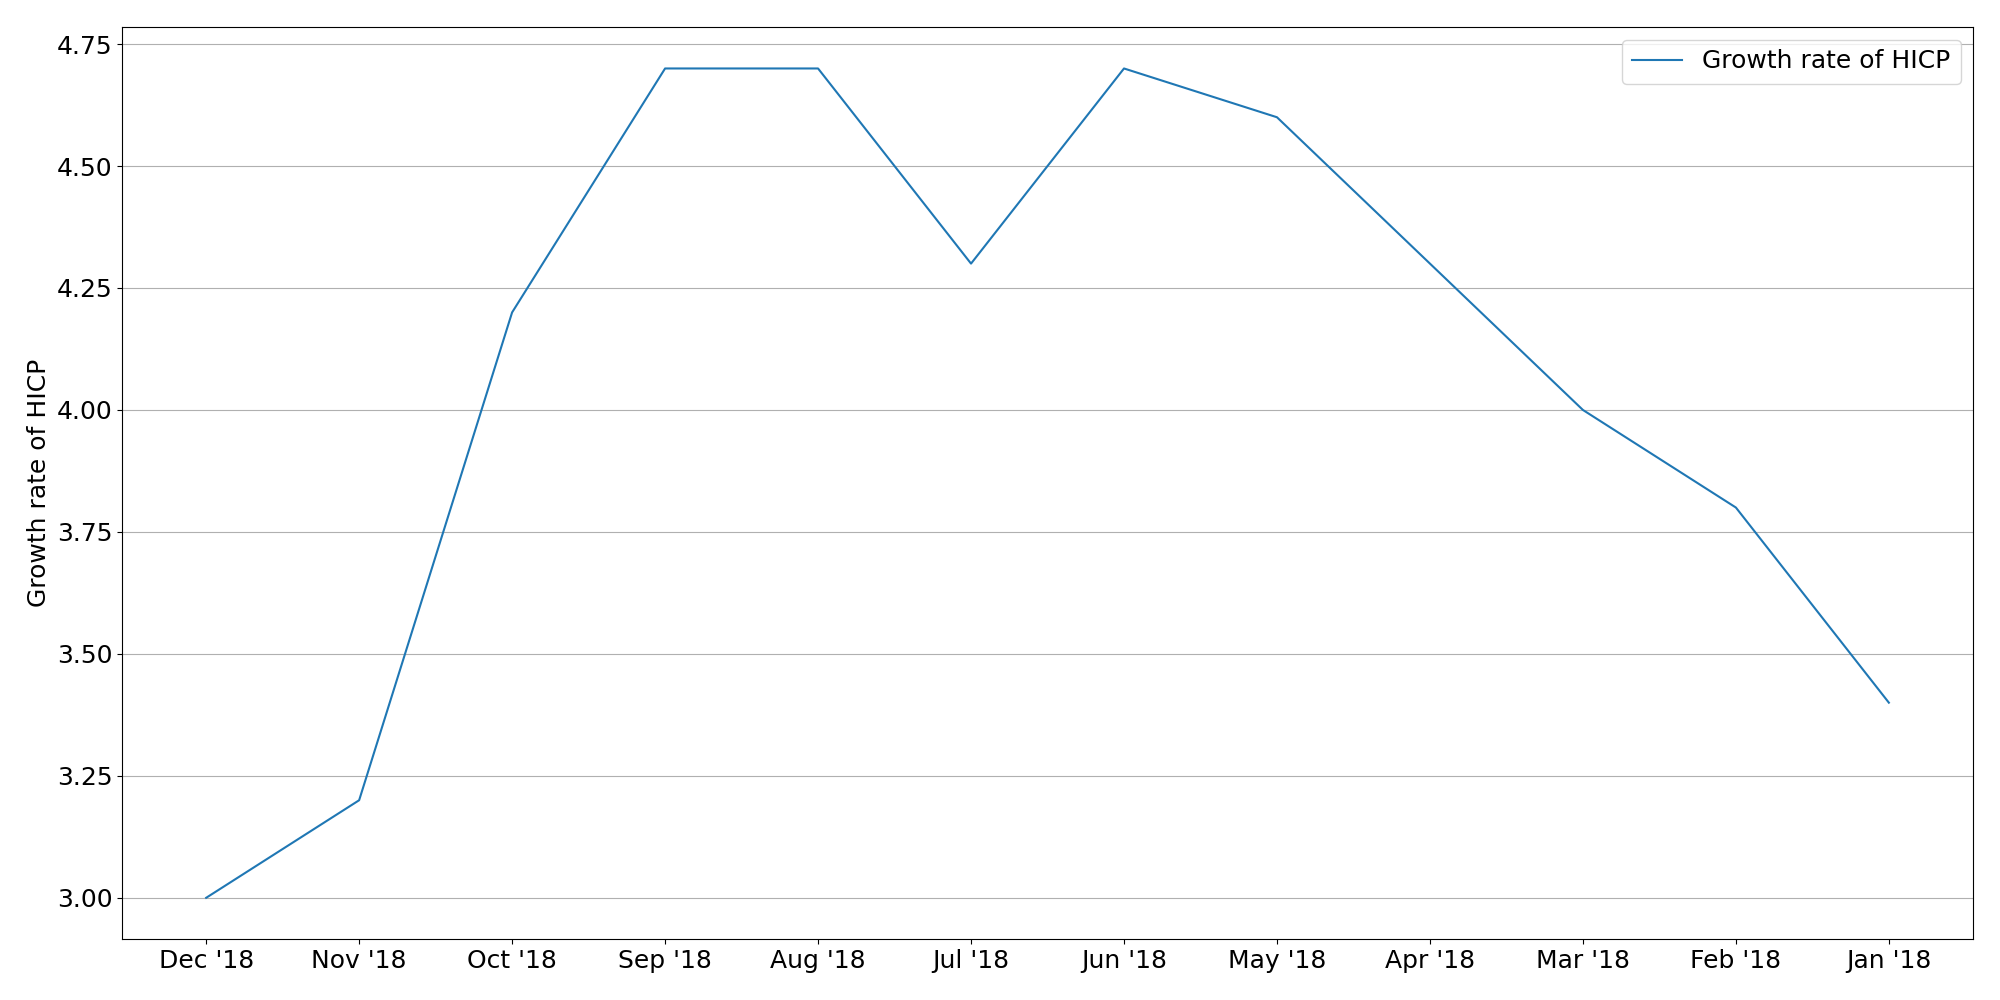 Growth rate of HICP
Growth rate of HICP
4.75
4.50
4.25
4.00
3.75
3.50
3.25
3.00
Dec '18 Nov '18 Oct '18 Sep '18 Aug '18 Jul '18 Jun '18 May '18 Apr '18 Mar '18 Feb '18 Jan '18